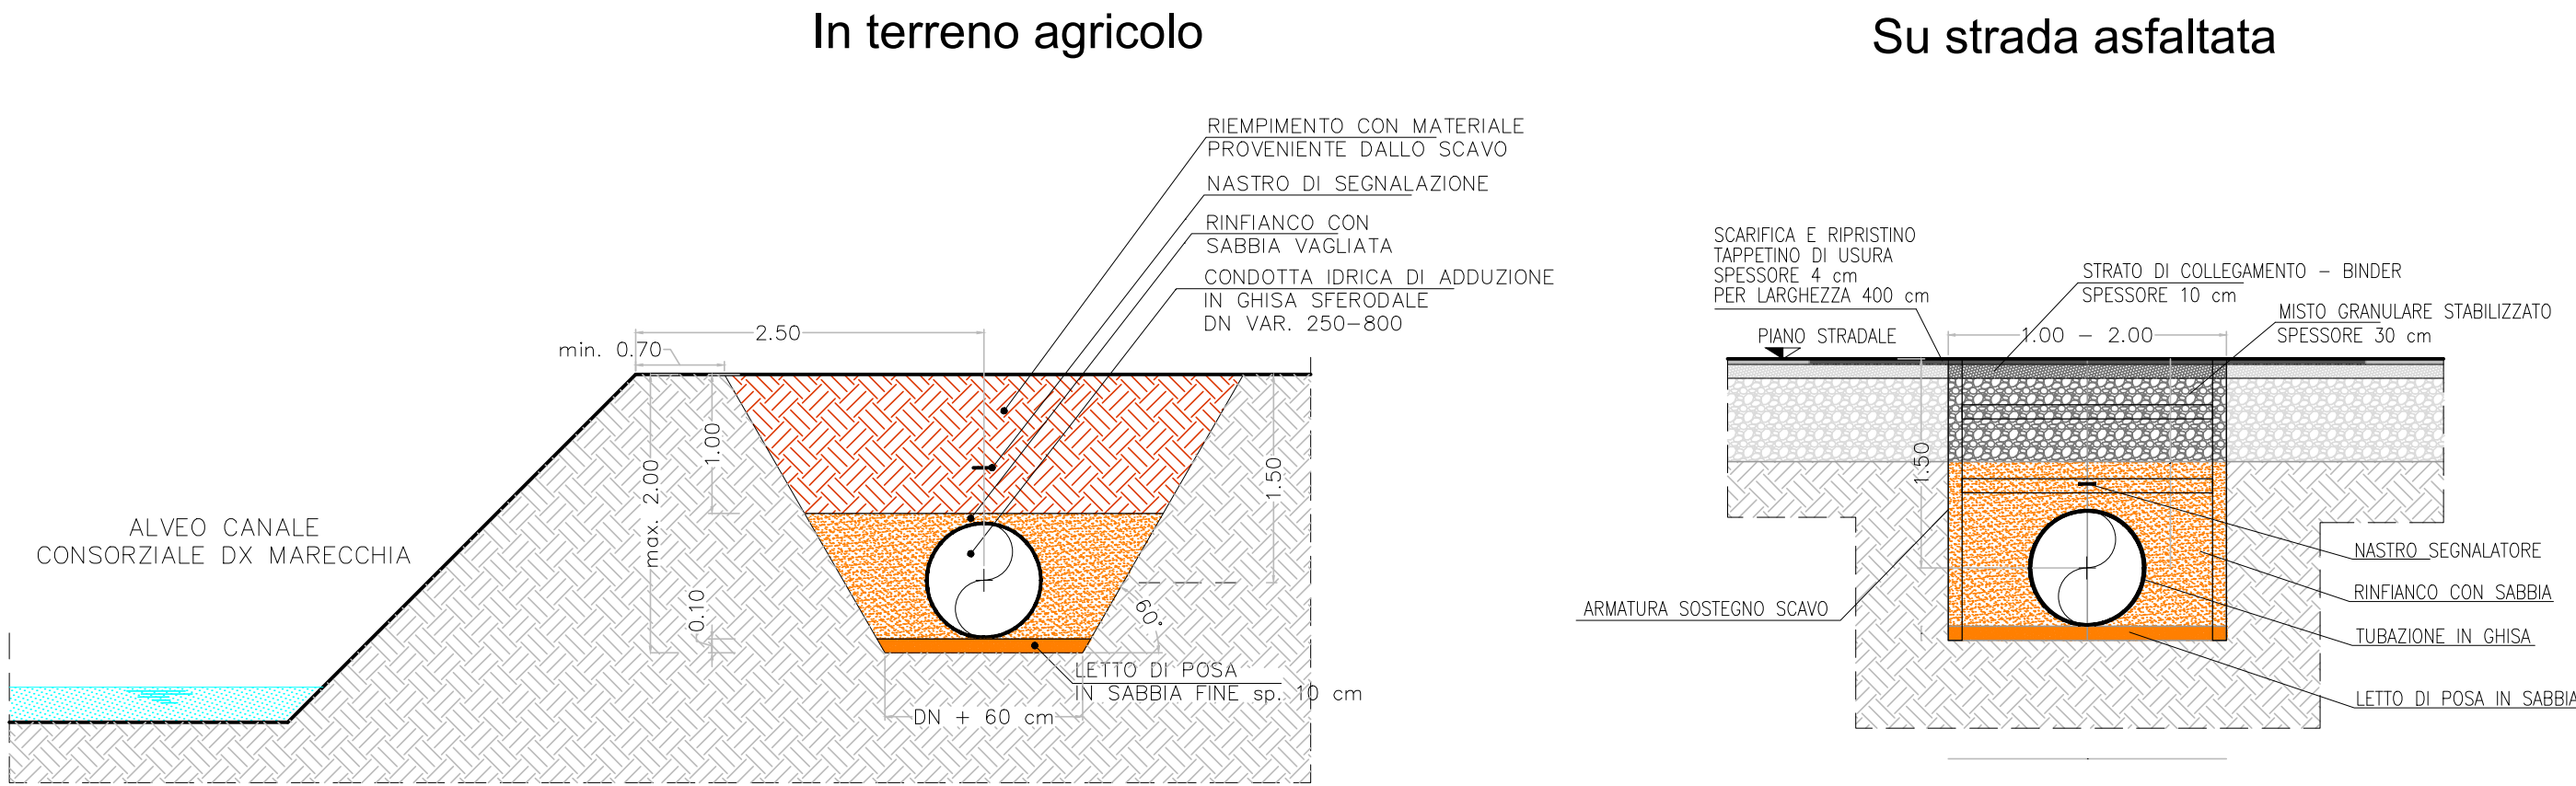 In terreno agricolo
RIEMPIMENTO CON MATERIALE
PROVENIENTE DALLO SCAVO
NASTRO DI SEGNALAZIONE
RINFIANCO CON
SABBIA VAGLIATA
CONDOTTA IDRICA DI ADDUZIONE
IN GHISA SFERODALE
DN VAR. 250-800
2.50
min. 0.70
1.00
max. 2.00
1.50
0.10
60°
ALVEO CANALE
CONSORZIALE DX MARECCHIA
LETTO DI POSA
IN SABBIA FINE sp. 10 cm
DN + 60 cm
Su strada asfaltata
SCARIFICA E RIPRISTINO
TAPPETINO DI USURA
SPESSORE 4 cm
PER LARGHEZZA 400 cm
STRATO DI COLLEGAMENTO - BINDER
SPESSORE 10 cm
MISTO GRANULARE STABILIZZATO
SPESSORE 30 cm
PIANO STRADALE
1.00 - 2.00
1.50
NASTRO SEGNALATORE
RINFIANCO CON SABBIA
ARMATURA SOSTEGNO SCAVO
TUBAZIONE IN GHISA
LETTO DI POSA IN SABBIA